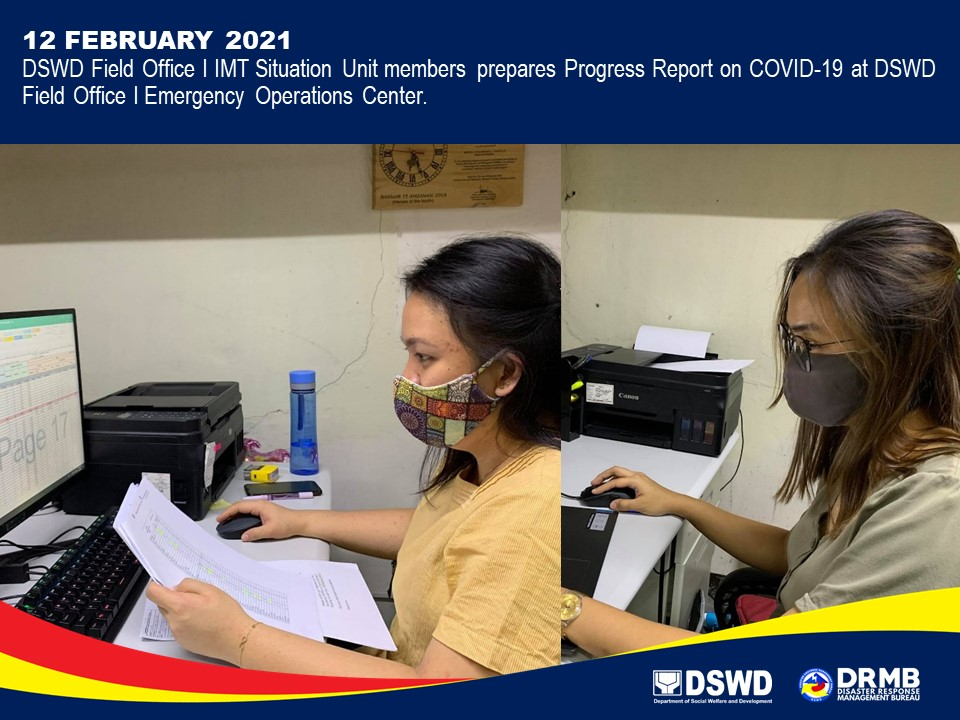 12 FEBRUARY 2021
DSWD Field Office I IMT Situation Unit members prepares Progress Report on COVID-19 at DSWD
Field Office I Emergency Operations Center.
Page 17
Canon
DSWD
Department of Social Welfare and Development
DRMB
DISASTER RESPONSE
MANAGEMENT BUREAU